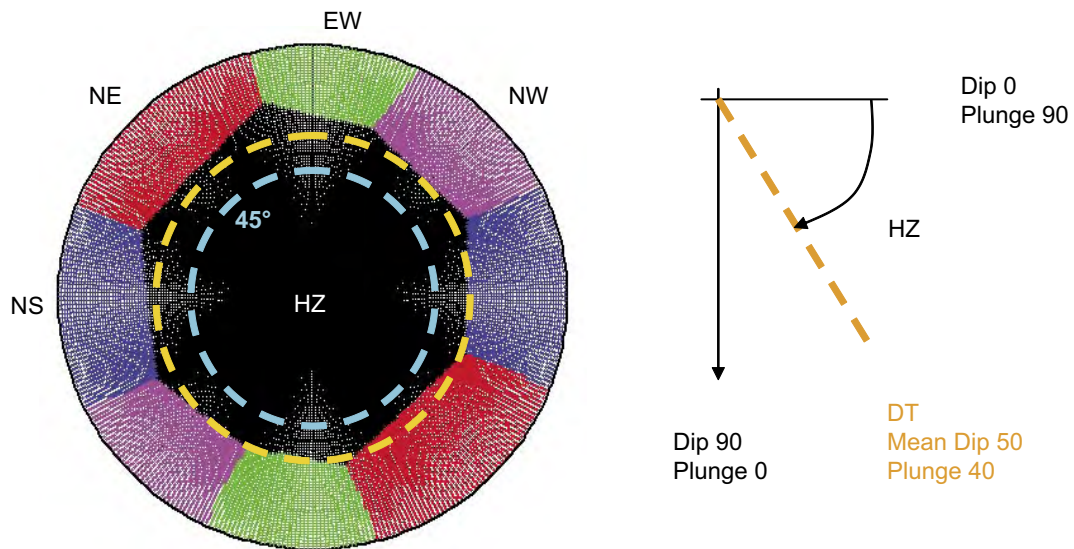 EW
NE
NW
45°
NS
HZ
Dip 0
Plunge 90
HZ
Dip 90
Plunge 0
DT
Mean Dip 50
Plunge 40